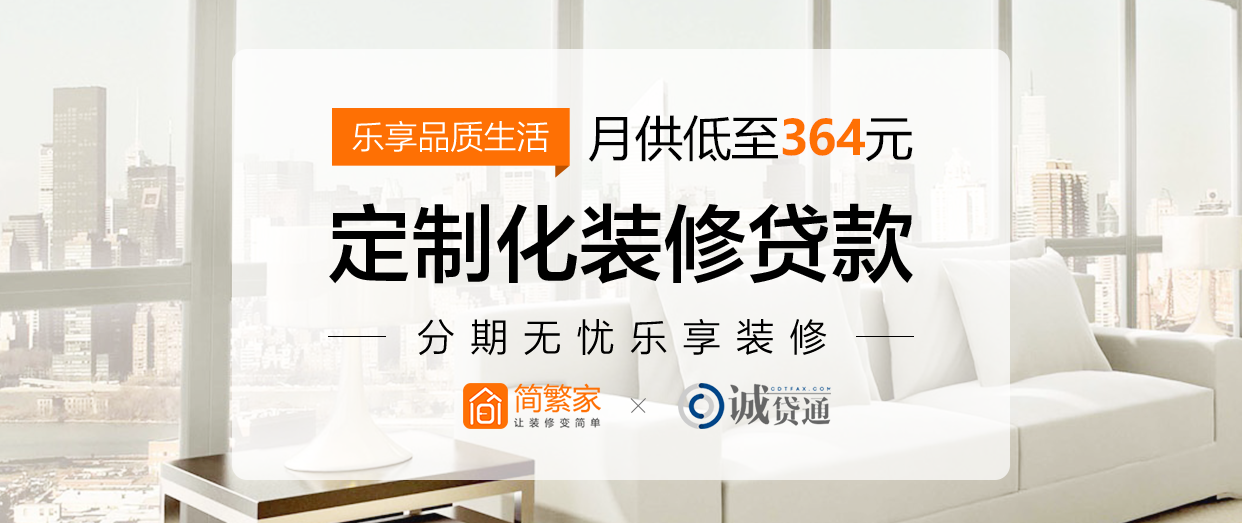 乐享品质生活 月供低至364元
定制化装修贷款
分期无忧乐享装修
简繁家 × 诚贷通
让装修变简单
COTFAX.COM